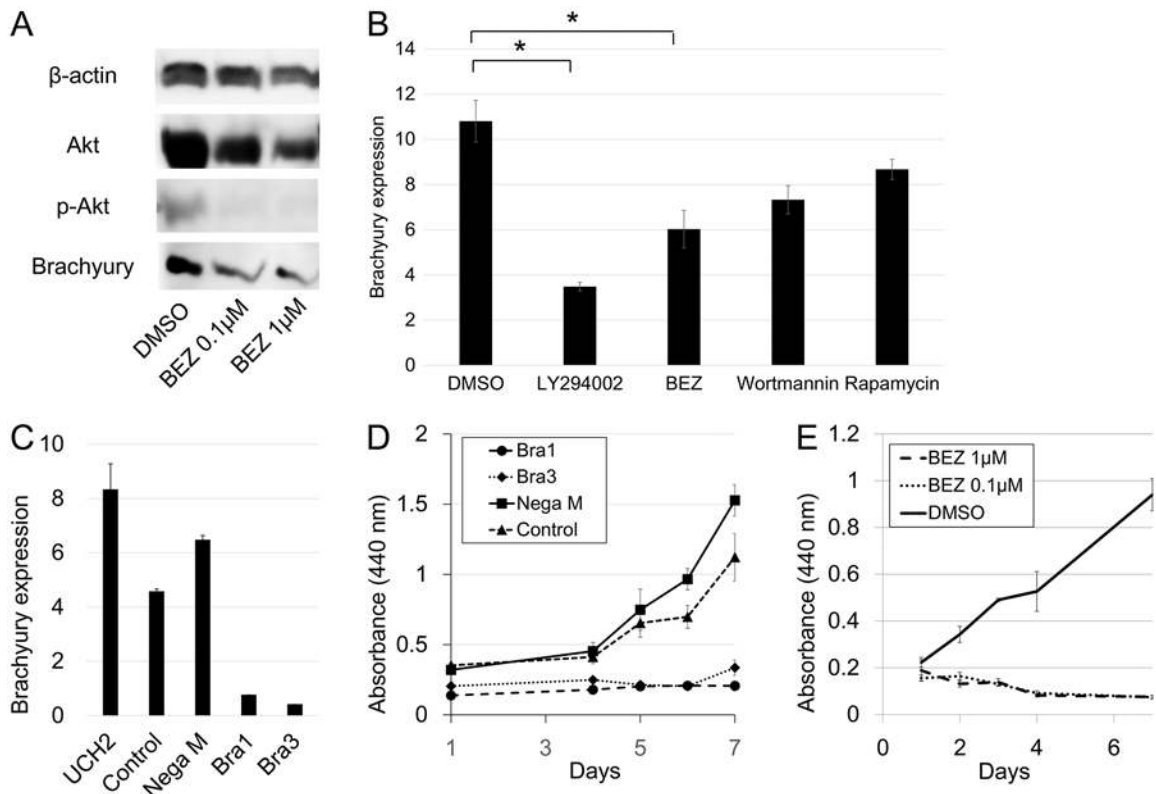 A
β-actin
Akt
p-Akt
Brachyury
DMSO
BEZ 0.1μM
BEZ 1μM
B
*
*
Brachyury expression
14
12
10
8
6
4
2
0
DMSO LY294002 BEZ Wortmannin Rapamycin
C
Brachyury expression
10
8
6
4
2
0
UCH2
Control
Nega M
Bra1
Bra3
D
Absorbance (440 nm)
2
1.5
1
0.5
0
Bra1
Bra3
Nega M
Control
1 3 5 7
Days
E
Absorbance (440 nm)
1.2
1
0.8
0.6
0.4
0.2
0
BEZ 1μM
BEZ 0.1μM
DMSO
0 2 4 6
Days